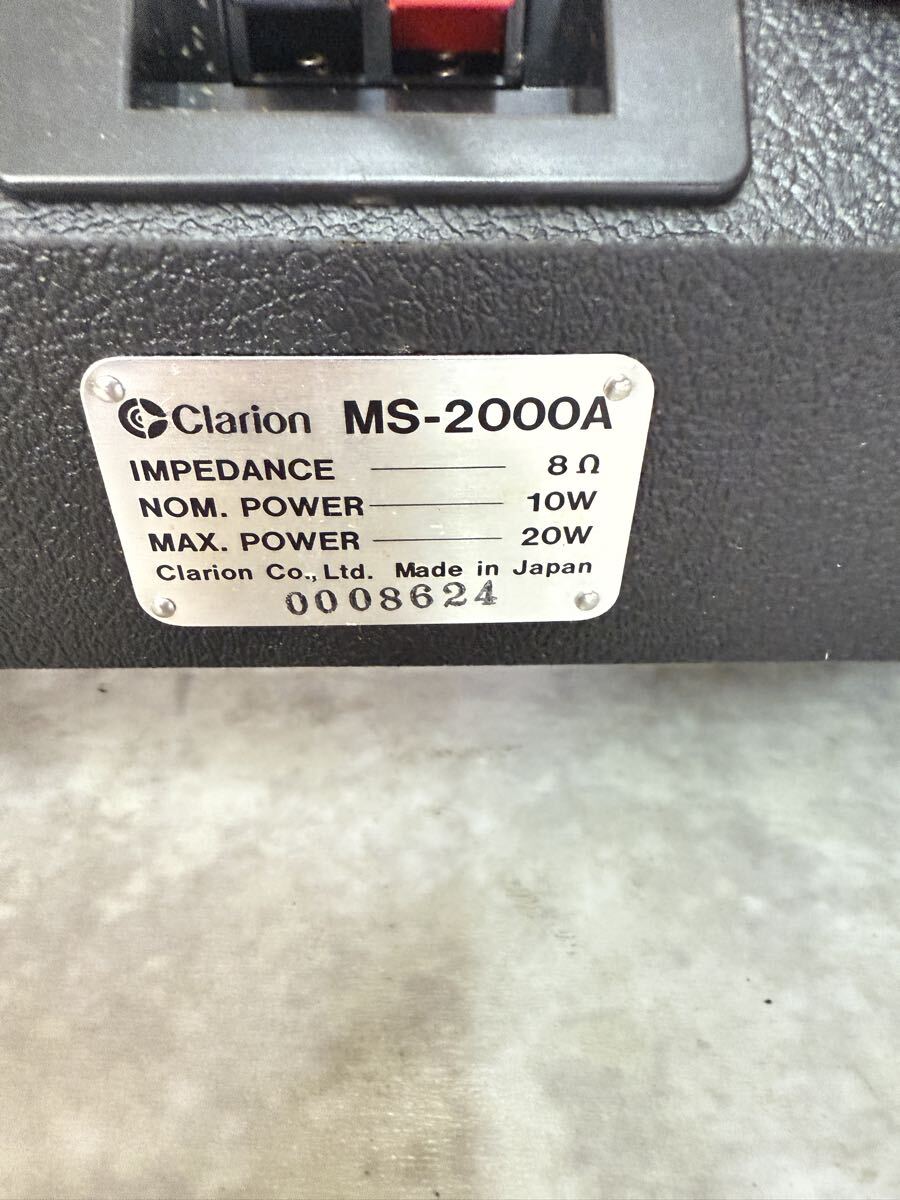 Clarion MS-2000A
IMPEDANCE 8Ω
NOM. POWER 10W
MAX. POWER 20W
Clarion Co., Ltd. Made in Japan
0008624